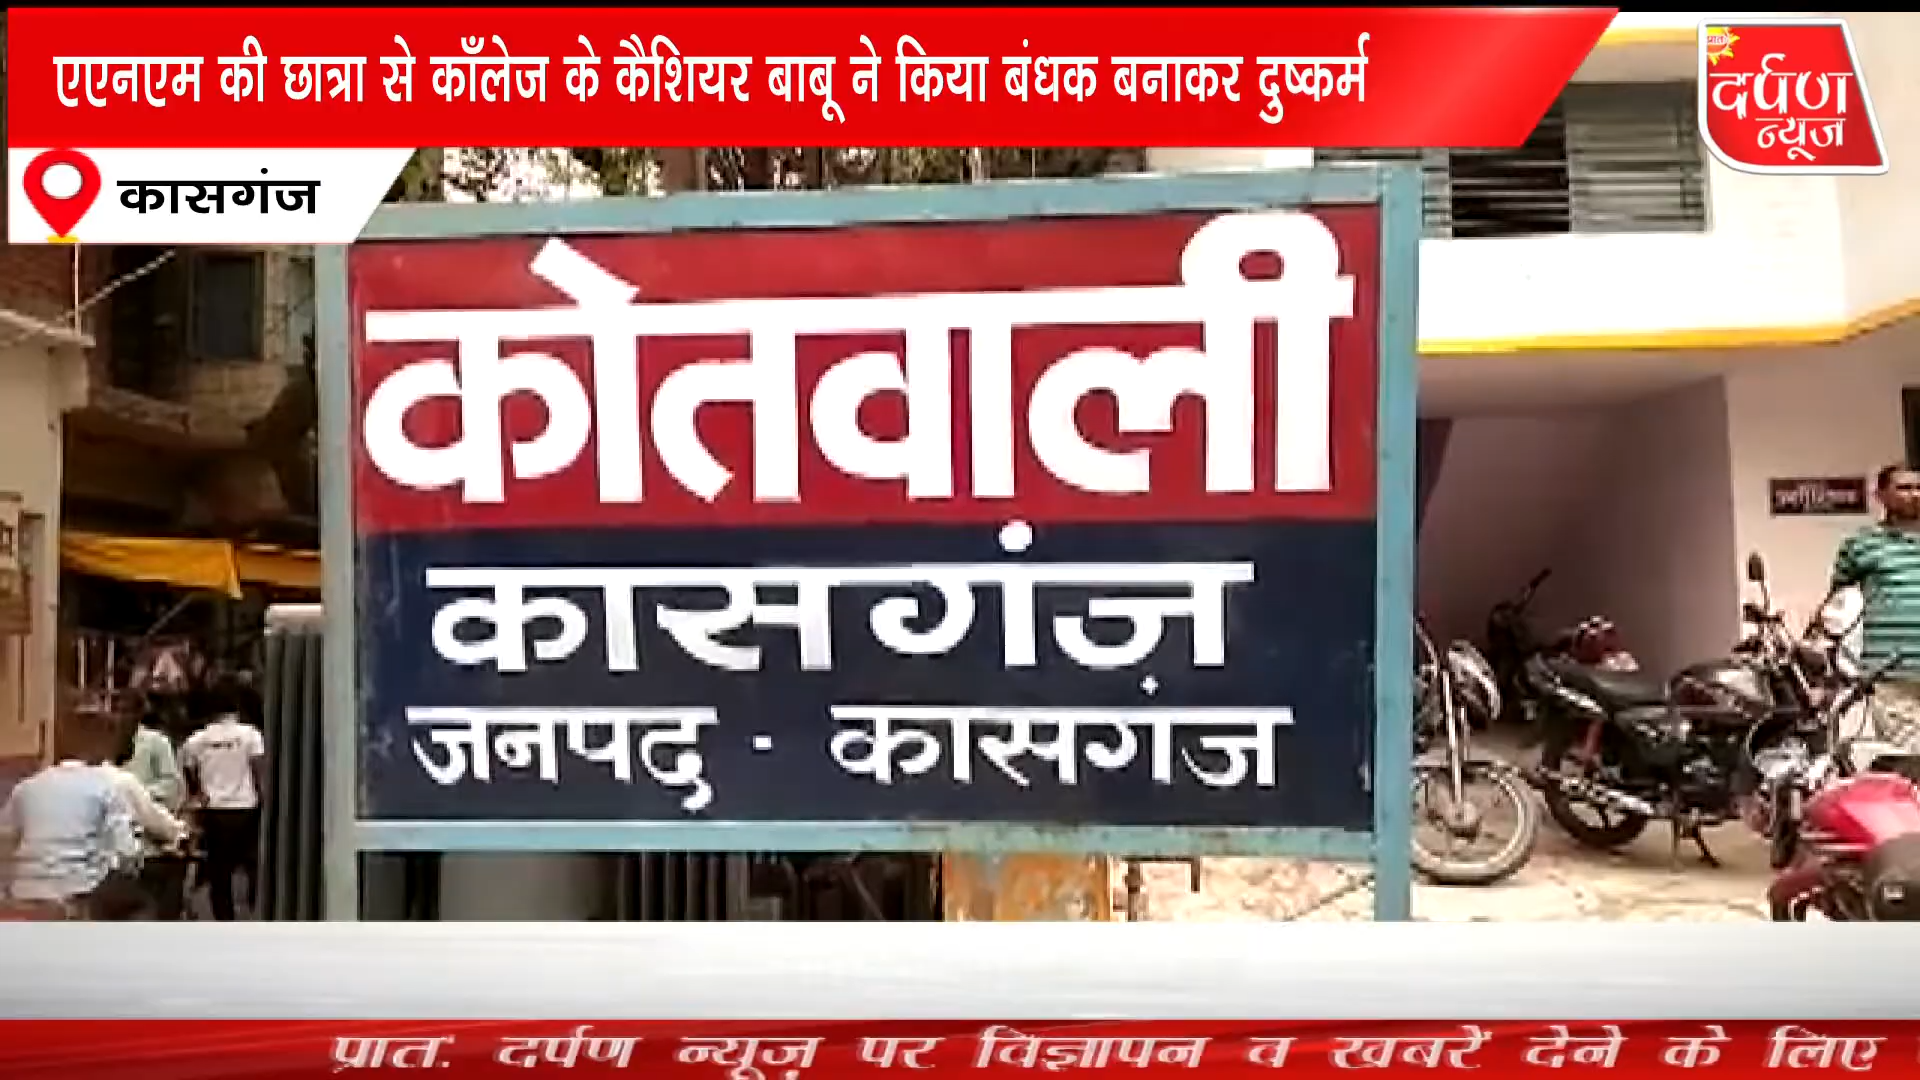 एएनएम की छात्रा से कॉलेज के कैशियर बाबू ने किया बंधक बनाकर दुष्कर्म
प्रातः
दर्पण
न्यूज
कासगंज
कोतवाली
कासगंज
जनपद - कासगंज
प्रातः दर्पण न्यूज़ पर विज्ञापन व खबरें देने के लिए